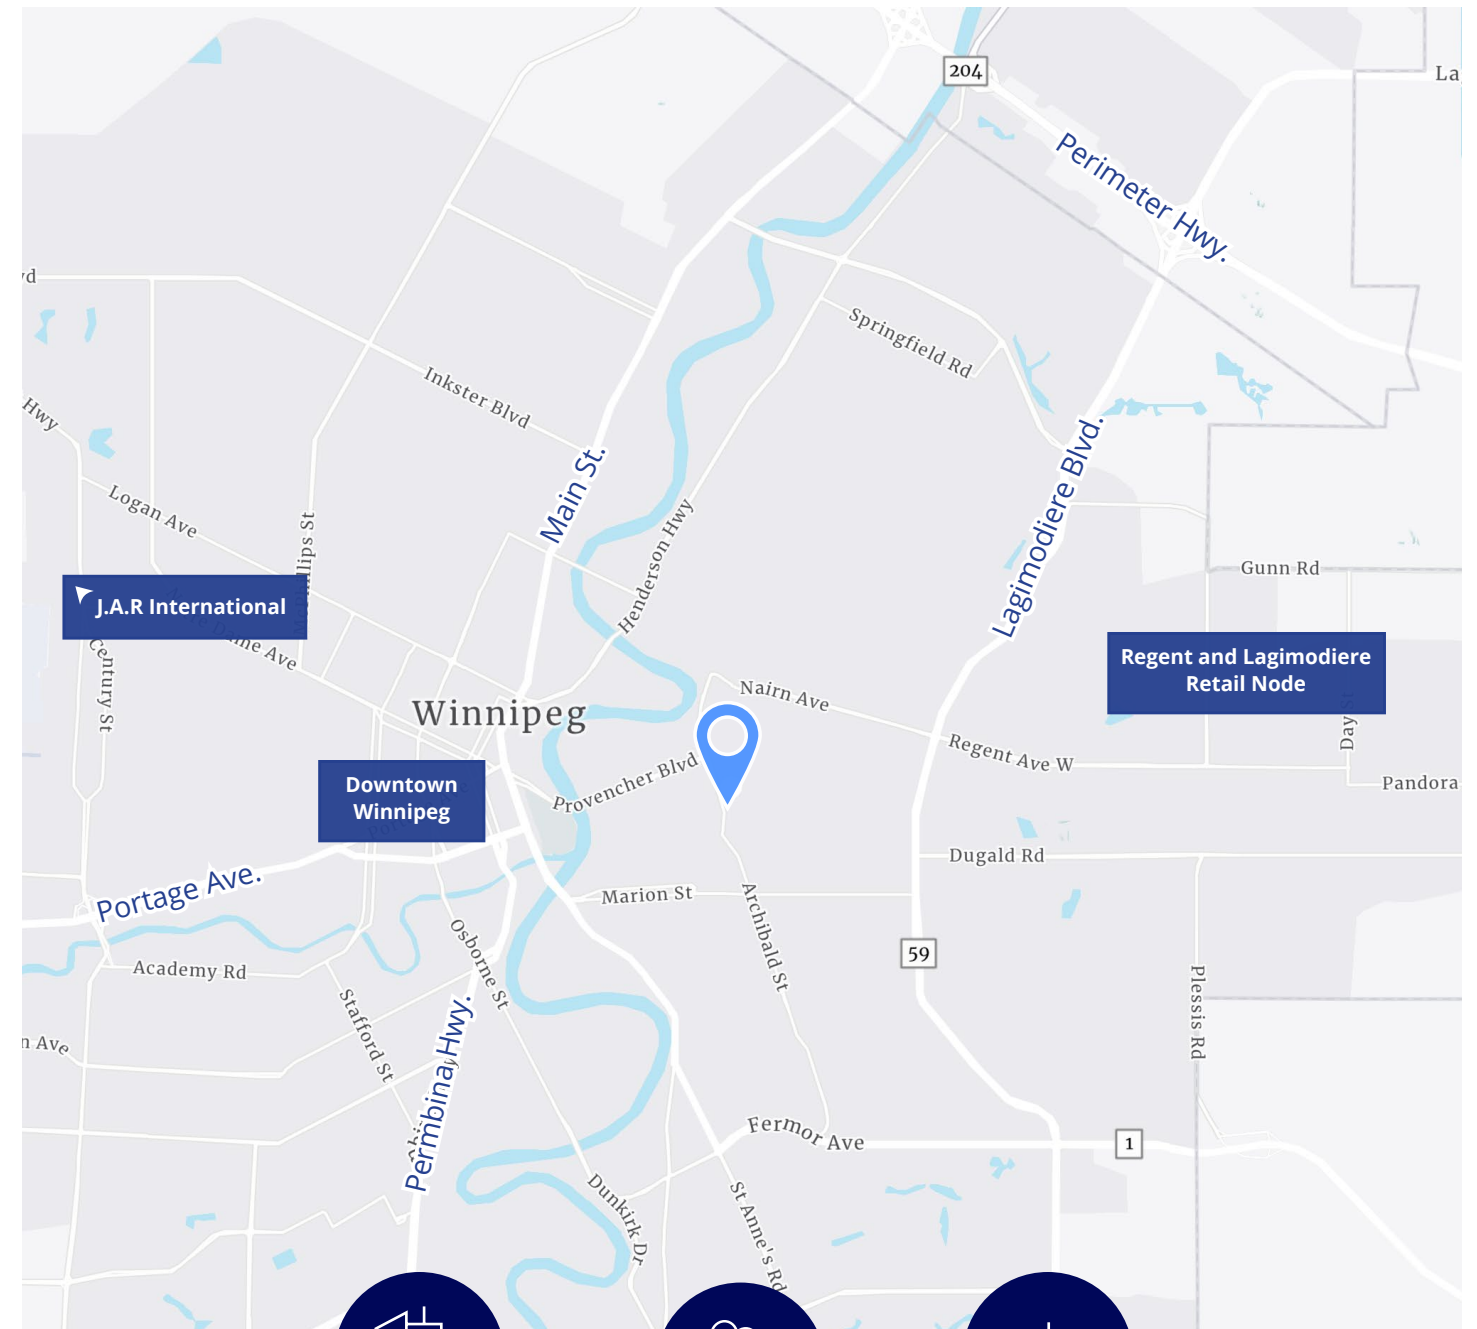 204
La
Perimeter Hwy.
Springfield Rd
Inkster Blvd
Hwy
Main St.
Lagimodiere Blvd.
Logan Ave
Henderson Hwy
Gunn Rd
J.A.R International
Dame Ave
Century St
Regent and Lagimodiere
Retail Node
Winnipeg
Nairn Ave
Regent Ave W
Day St
Provencher Blvd
Pandora
Downtown
Winnipeg
Dugald Rd
Portage Ave.
Marion St
Archibald St
Osborne St
59
Academy Rd
Stafford St
Plessis Rd
n Ave
Permbina Hwy.
Fermor Ave
1
Dunkirk Dr
St Anne's Rd